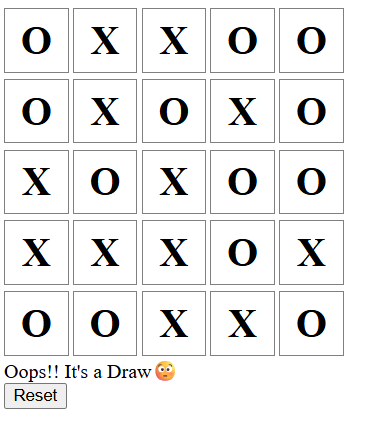 O X X O O
O X O X O
X O X O O
X X X O X
O O X X O
Oops!! It's a Draw 😳
Reset